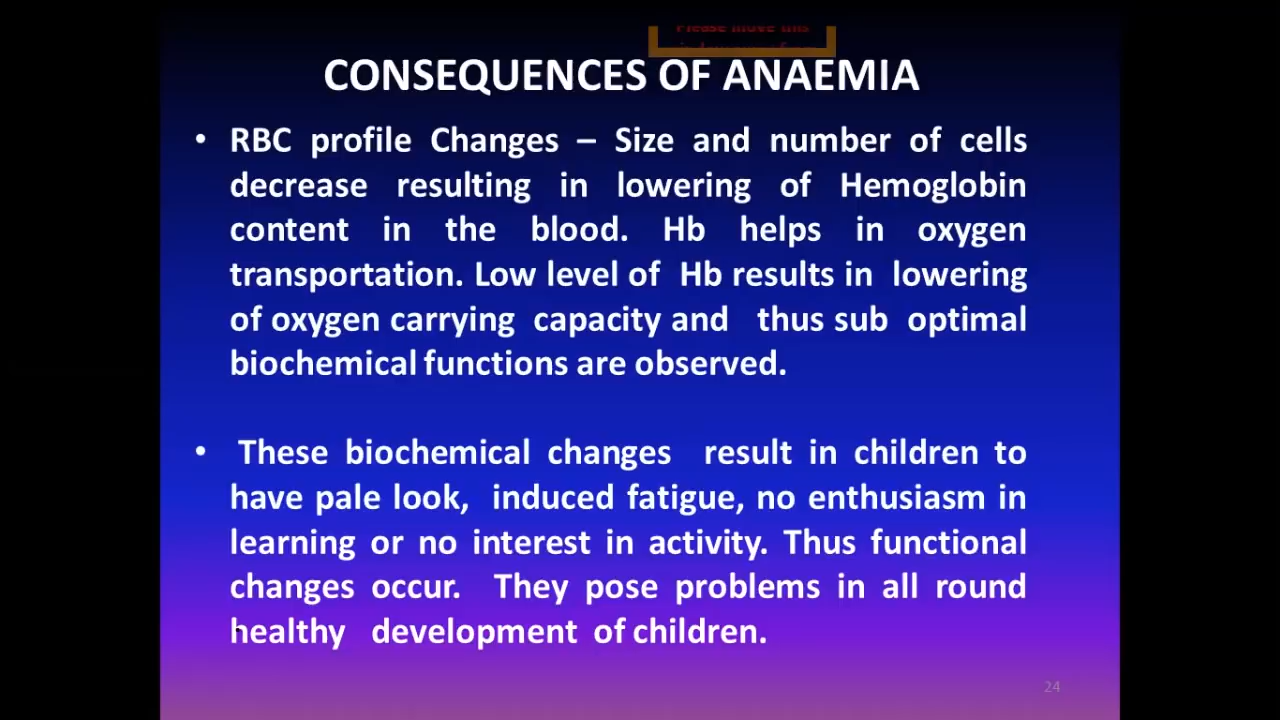 Please move this
CONSEQUENCES OF ANAEMIA
• RBC profile Changes – Size and number of cells
decrease resulting in lowering of Hemoglobin
content in the blood. Hb helps in oxygen
transportation. Low level of Hb results in lowering
of oxygen carrying capacity and thus sub optimal
biochemical functions are observed.
• These biochemical changes result in children to
have pale look, induced fatigue, no enthusiasm in
learning or no interest in activity. Thus functional
changes occur. They pose problems in all round
healthy development of children.
24